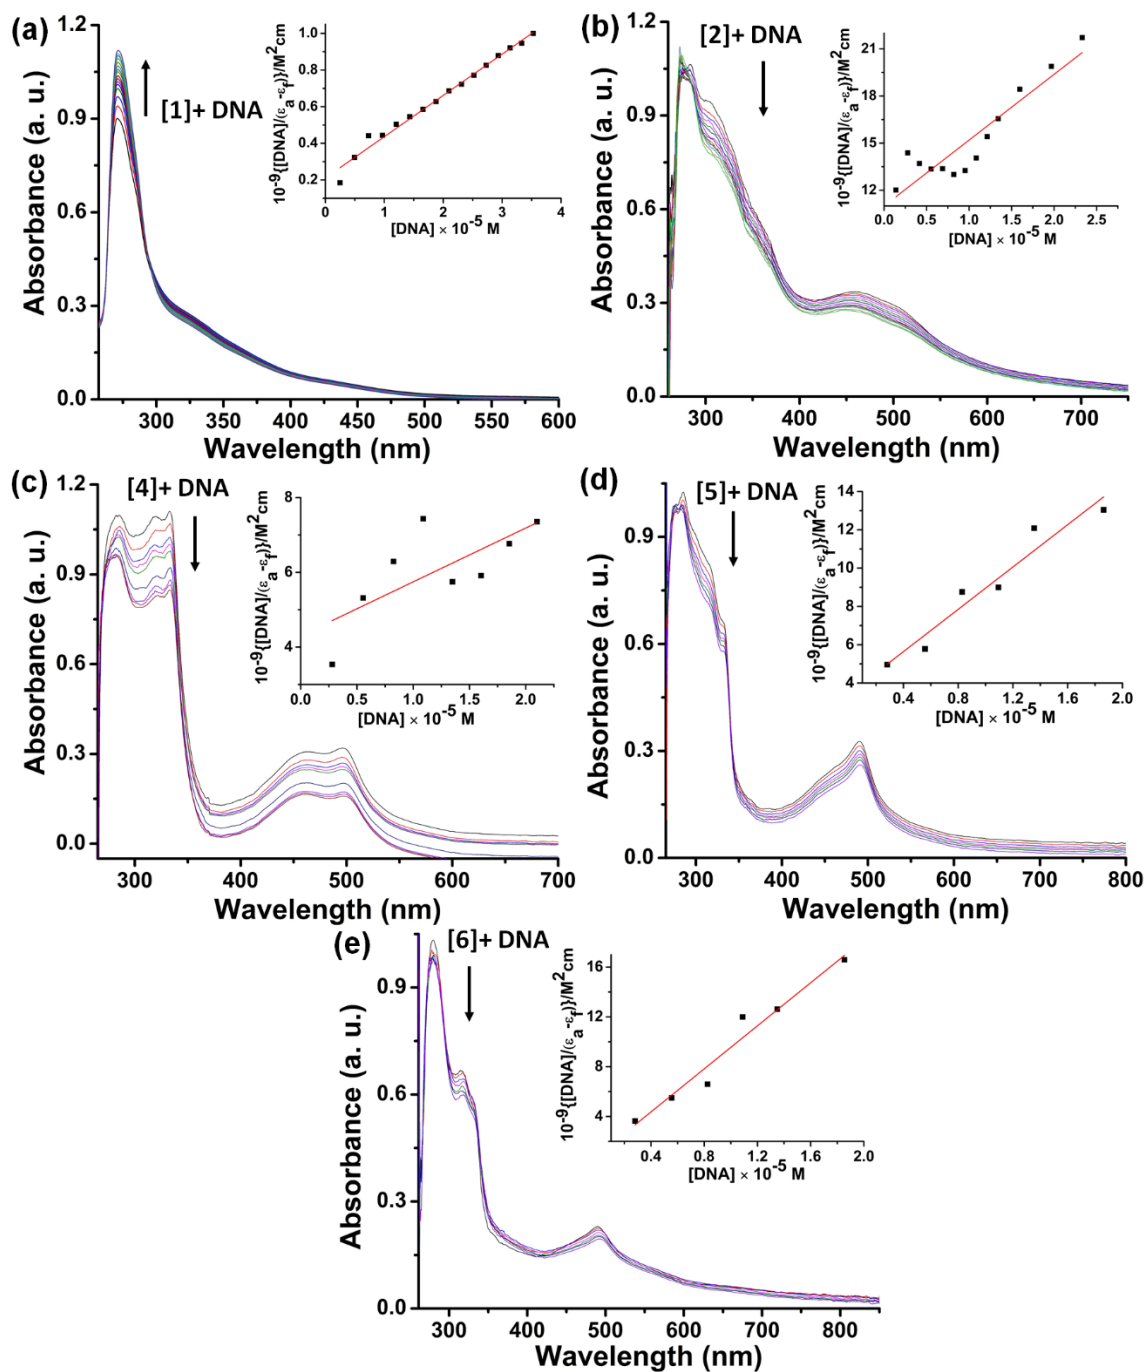 (a)
1.2
0.9
0.6
0.3
0.0
Absorbance (a. u.)
[1]+ DNA
300 350 400 450 500 550 600
Wavelength (nm)
1.0
0.8
0.6
0.4
0.2
10⁻⁹{[DNA]/(εₐ-ε_f)}/M²cm
0 1 2 3 4
[DNA] × 10⁻⁵ M
(b)
1.2
0.9
0.6
0.3
0.0
Absorbance (a. u.)
[2]+ DNA
300 400 500 600 700
Wavelength (nm)
21
18
15
12
10⁻⁹{[DNA]/(εₐ-ε_f)}/M²cm
0.0 0.5 1.0 1.5 2.0 2.5
[DNA] × 10⁻⁵ M
(c)
1.2
0.9
0.6
0.3
0.0
Absorbance (a. u.)
[4]+ DNA
300 400 500 600 700
Wavelength (nm)
8
6
4
10⁻⁹{[DNA]/(εₐ-ε_f)}/M²cm
0.0 0.5 1.0 1.5 2.0
[DNA] × 10⁻⁵ M
(d)
0.9
0.6
0.3
0.0
Absorbance (a. u.)
[5]+ DNA
300 400 500 600 700 800
Wavelength (nm)
14
12
10
8
6
4
10⁻⁹{[DNA]/(εₐ-ε_f)}/M²cm
0.4 0.8 1.2 1.6 2.0
[DNA] × 10⁻⁵ M
(e)
0.9
0.6
0.3
0.0
Absorbance (a. u.)
[6]+ DNA
300 400 500 600 700 800
Wavelength (nm)
16
12
8
4
10⁻⁹{[DNA]/(εₐ-ε_f)}/M²cm
0.4 0.8 1.2 1.6 2.0
[DNA] × 10⁻⁵ M